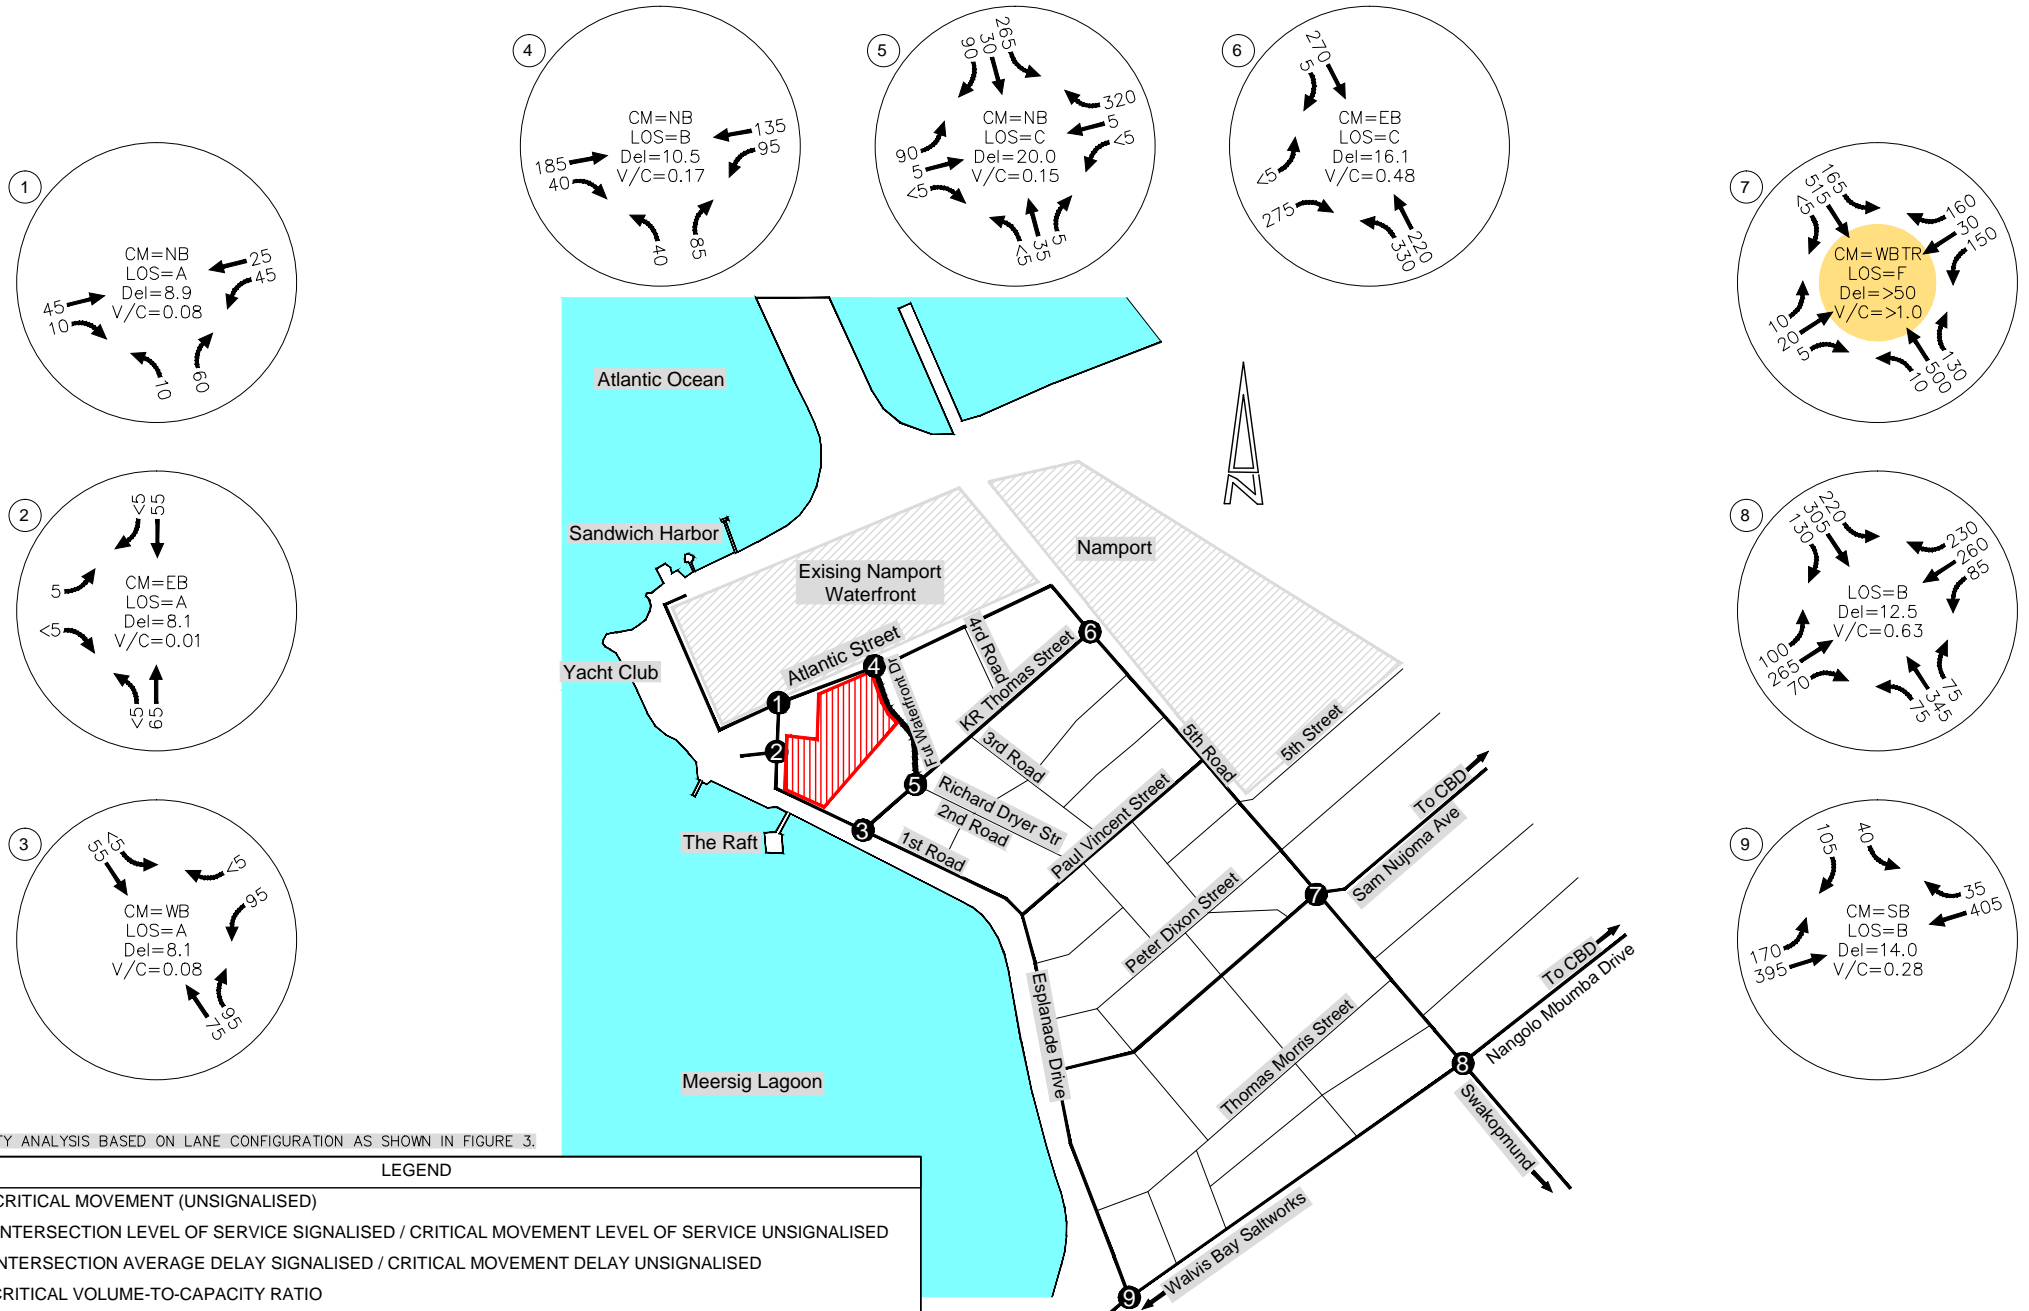 1
CM=NB
LOS=A
Del=8.9
V/C=0.08
25
45
45
10
10
60
2
<5
55
5
<5
CM=EB
LOS=A
Del=8.1
V/C=0.01
<5
65
3
<5
55
<5
95
CM=WB
LOS=A
Del=8.1
V/C=0.08
95
75
4
CM=NB
LOS=B
Del=10.5
V/C=0.17
135
95
185
40
40
85
5
90
30
265
320
5
<5
CM=NB
LOS=C
Del=20.0
V/C=0.15
90
5
<5
<5
35
5
6
270
5
CM=EB
LOS=C
Del=16.1
V/C=0.48
<5
275
220
330
7
165
515
<5
160
30
150
CM=WBTR
LOS=F
Del=>50
V/C=>1.0
10
20
5
130
500
10
8
220
305
130
230
260
85
LOS=B
Del=12.5
V/C=0.63
100
265
70
75
345
75
9
105
40
35
405
CM=SB
LOS=B
Del=14.0
V/C=0.28
170
395
Atlantic Ocean
N
Sandwich Harbor
Namport
Exising Namport
Waterfront
Yacht Club
Atlantic Street
4rd Road
Fut Waterfront Dr
KR Thomas Street
3rd Road
5th Road
5th Street
Richard Dryer Str
2nd Road
1st Road
Paul Vincent Street
The Raft
To CBD
Sam Nujoma Ave
Peter Dixon Street
Esplanade Drive
To CBD
Nangolo Mbumba Drive
Thomas Morris Street
Meersig Lagoon
Swakopmund
Walvis Bay Saltworks
1
2
3
4
5
6
7
8
9
TY ANALYSIS BASED ON LANE CONFIGURATION AS SHOWN IN FIGURE 3.
LEGEND
CRITICAL MOVEMENT (UNSIGNALISED)
INTERSECTION LEVEL OF SERVICE SIGNALISED / CRITICAL MOVEMENT LEVEL OF SERVICE UNSIGNALISED
INTERSECTION AVERAGE DELAY SIGNALISED / CRITICAL MOVEMENT DELAY UNSIGNALISED
CRITICAL VOLUME-TO-CAPACITY RATIO